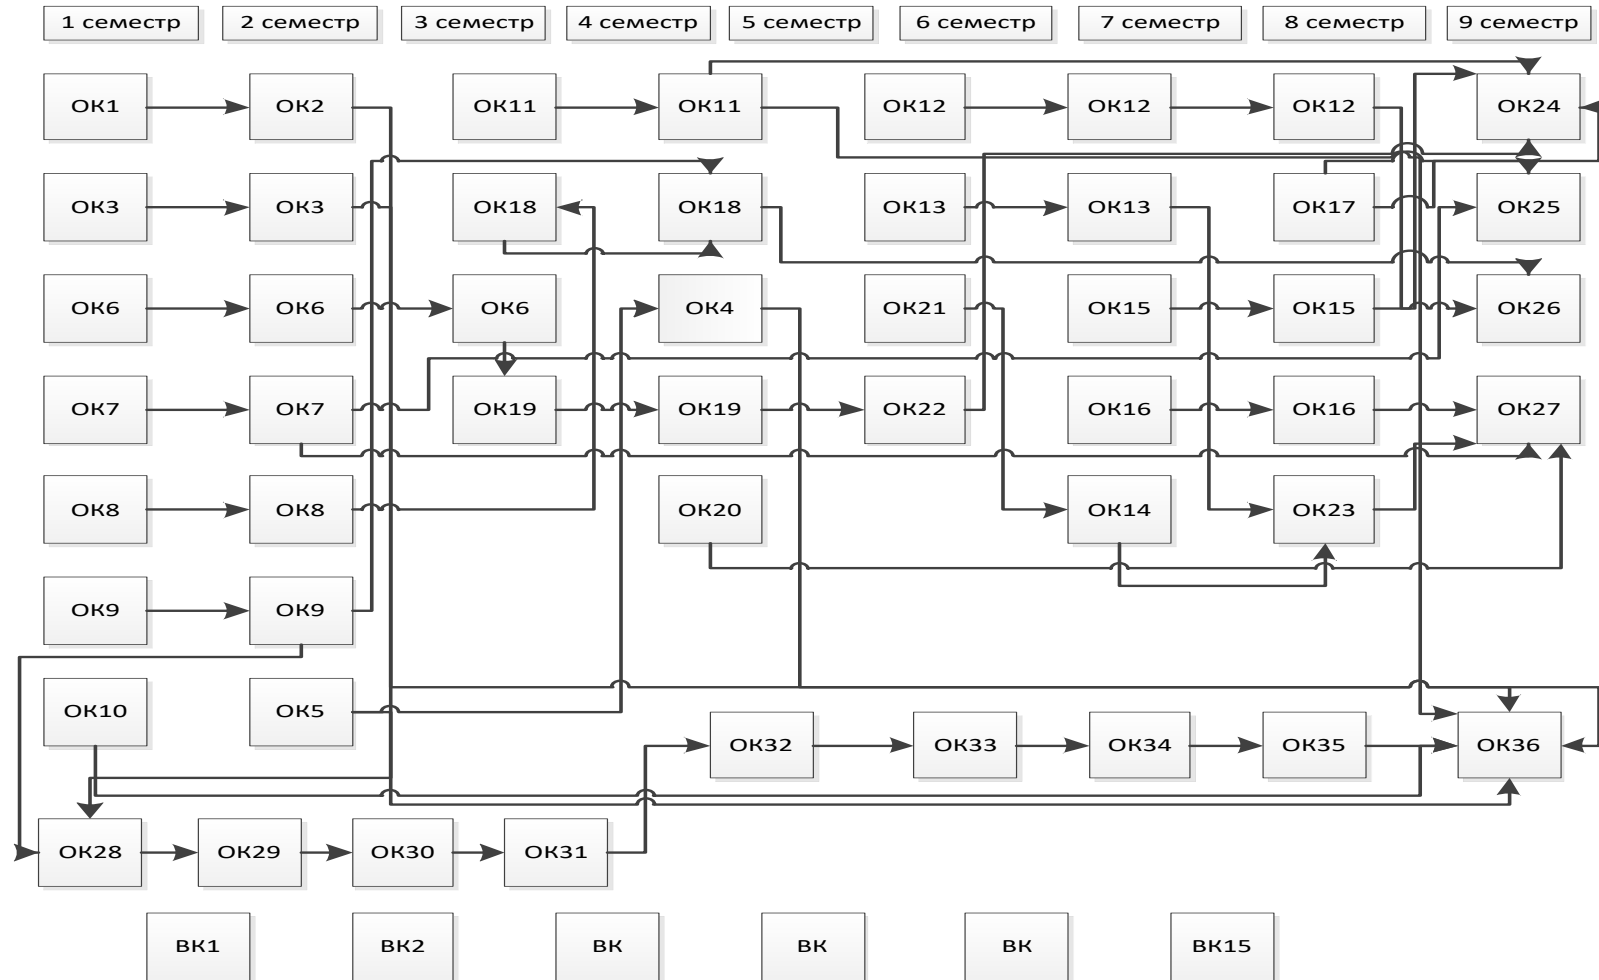 1 семестр 2 семестр 3 семестр 4 семестр 5 семестр 6 семестр 7 семестр 8 семестр 9 семестр
ОК1 ОК2 ОК11 ОК11 ОК12 ОК12 ОК12 ОК24
ОК3 ОК3 ОК18 ОК18 ОК13 ОК13 ОК17 ОК25
ОК6 ОК6 ОК6 ОК4 ОК21 ОК15 ОК15 ОК26
ОК7 ОК7 ОК19 ОК19 ОК22 ОК16 ОК16 ОК27
ОК8 ОК8 ОК20 ОК14 ОК23
ОК9 ОК9
ОК10 ОК5
ОК32 ОК33 ОК34 ОК35 ОК36
ОК28 ОК29 ОК30 ОК31
ВК1 ВК2 ВК ВК ВК ВК15